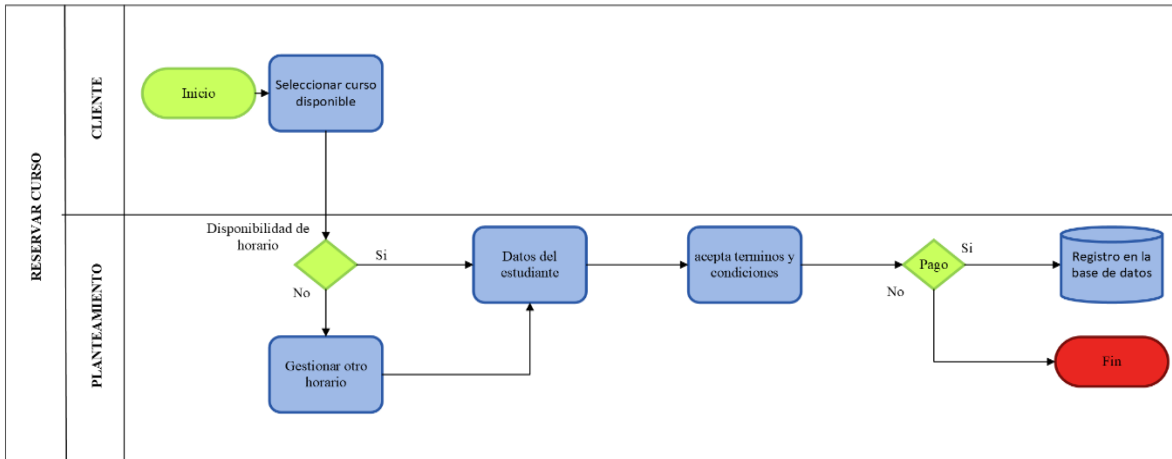 RESERVAR CURSO
CLIENTE
Inicio
Seleccionar curso
disponible
PLANTEAMIENTO
Disponibilidad de
horario
Si
No
Gestionar otro
horario
Datos del
estudiante
acepta terminos y
condiciones
Pago
Si
No
Registro en la
base de datos
Fin